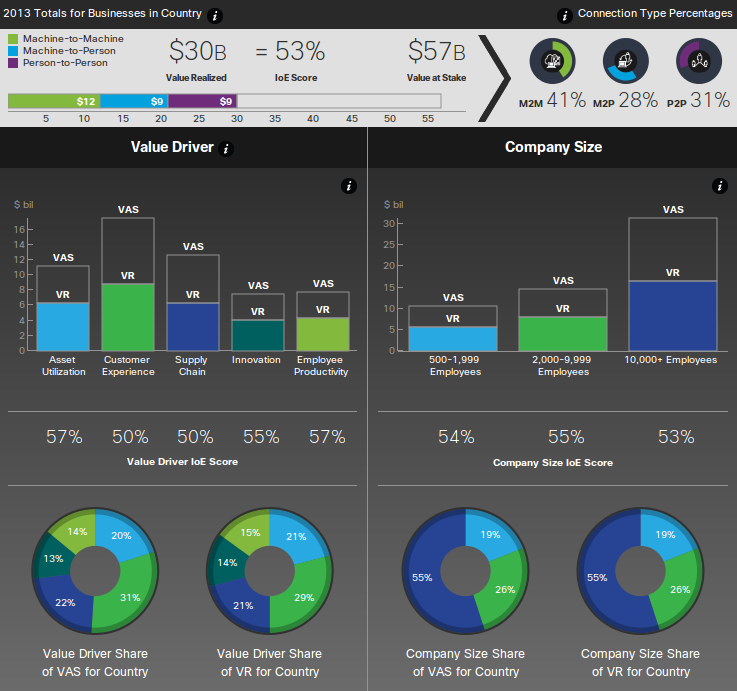 2013 Totals for Businesses in Country i
i Connection Type Percentages
Machine-to-Machine
Machine-to-Person
Person-to-Person
$30B = 53% $57B
Value Realized IoE Score Value at Stake
$12 $9 $9
5 10 15 20 25 30 35 40 45 50 55
M2M 41% M2P 28% P2P 31%
Value Driver i
i
$ bil
16
14
12
10
8
6
4
2
0
VAS VAS VAS VAS VAS
VR VR VR VR VR
Asset Customer Supply Innovation Employee
Utilization Experience Chain Productivity
57% 50% 50% 55% 57%
Value Driver IoE Score
14% 20% 31% 22% 13%
15% 21% 29% 21% 14%
Value Driver Share Value Driver Share
of VAS for Country of VR for Country
Company Size
i
$ bil
30
25
20
15
10
5
0
VAS VAS VAS
VR VR VR
500-1,999 2,000-9,999 10,000+ Employees
Employees Employees
54% 55% 53%
Company Size IoE Score
19% 26% 55%
19% 26% 55%
Company Size Share Company Size Share
of VAS for Country of VR for Country